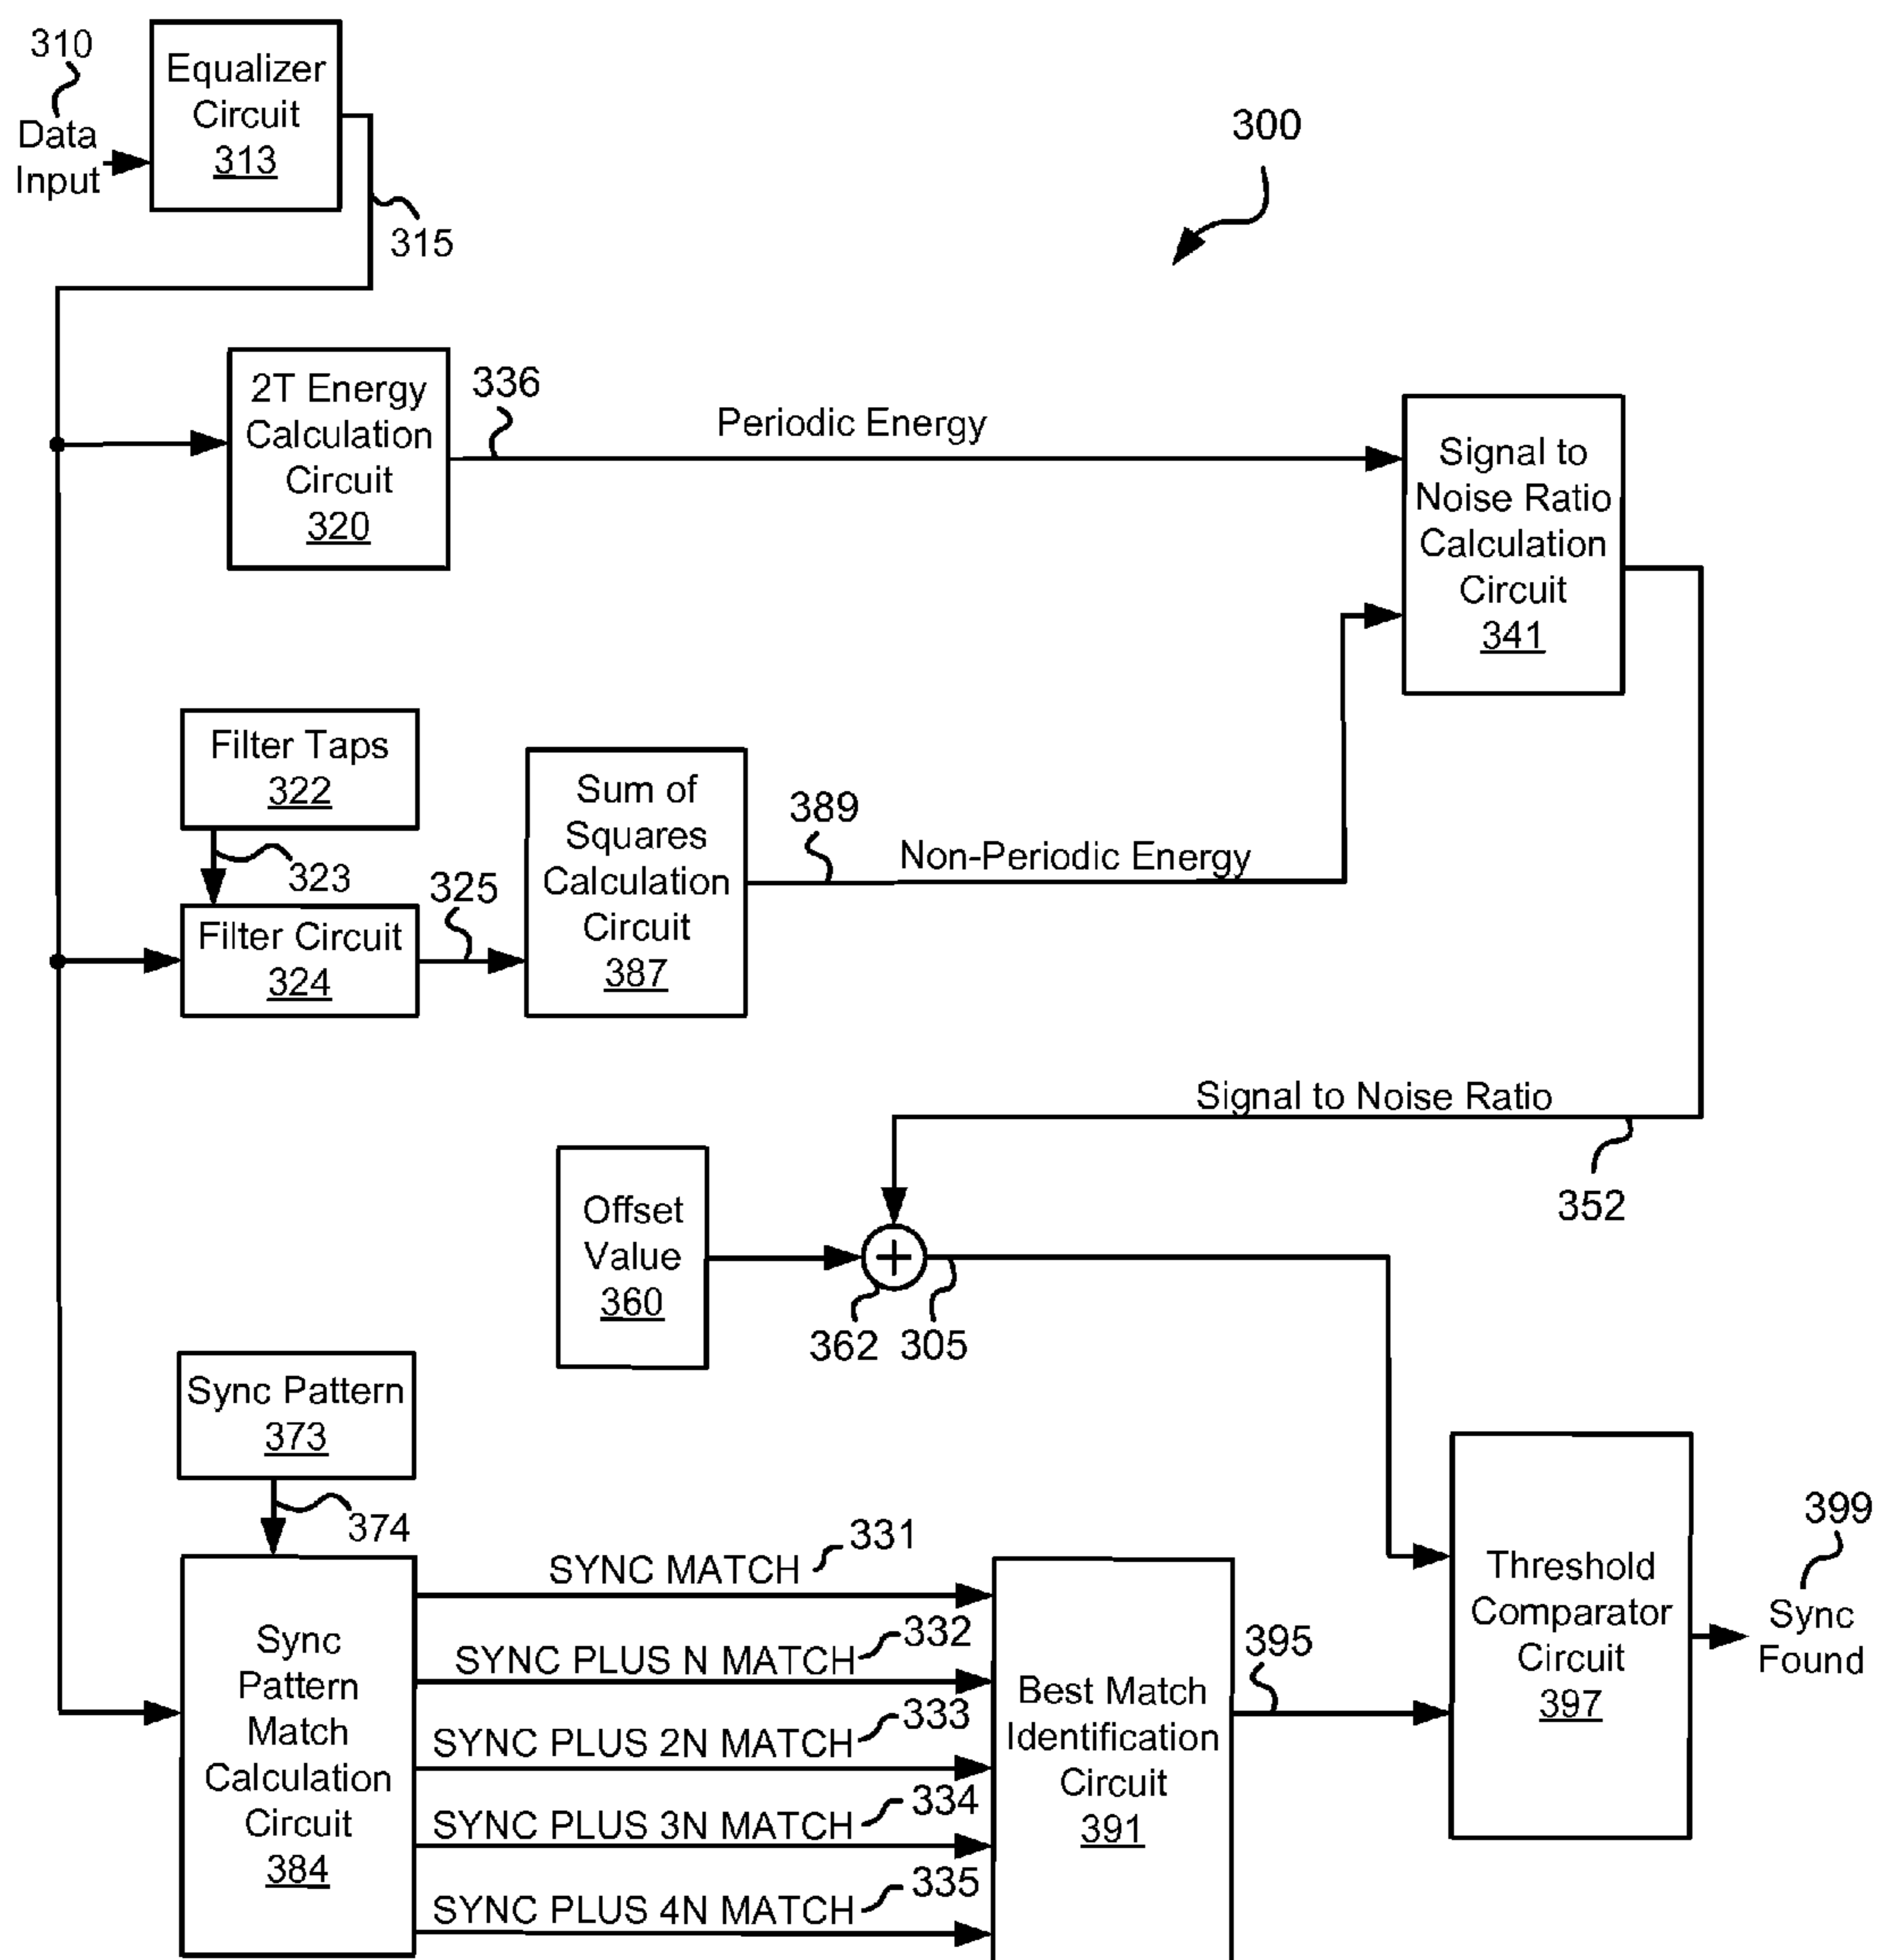 310
Data
Input
Equalizer
Circuit
313
315
300
2T Energy
Calculation
Circuit
320
336
Periodic Energy
Signal to
Noise Ratio
Calculation
Circuit
341
Filter Taps
322
323
Filter Circuit
324
325
Sum of
Squares
Calculation
Circuit
387
389
Non-Periodic Energy
Signal to Noise Ratio
352
Offset
Value
360
362
305
Sync Pattern
373
374
Sync
Pattern
Match
Calculation
Circuit
384
SYNC MATCH 331
SYNC PLUS N MATCH 332
SYNC PLUS 2N MATCH 333
SYNC PLUS 3N MATCH 334
SYNC PLUS 4N MATCH 335
Best Match
Identification
Circuit
391
395
Threshold
Comparator
Circuit
397
399
Sync
Found